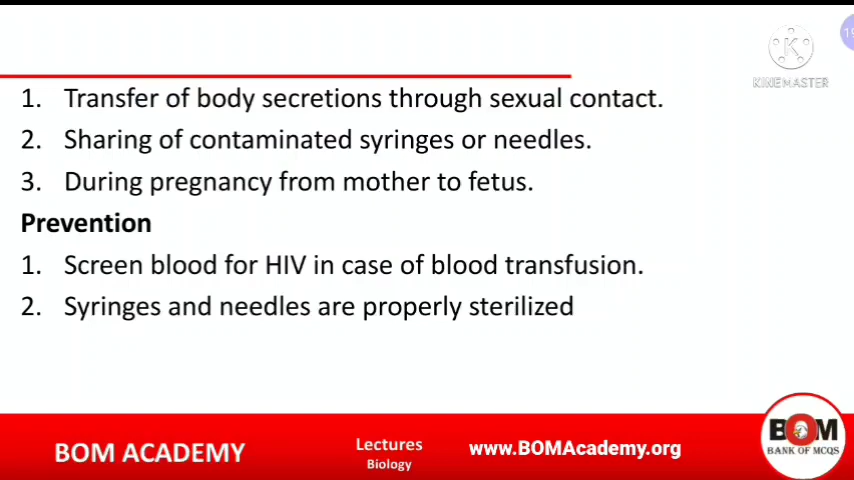 19
K
KINEMASTER
1. Transfer of body secretions through sexual contact.
2. Sharing of contaminated syringes or needles.
3. During pregnancy from mother to fetus.
Prevention
1. Screen blood for HIV in case of blood transfusion.
2. Syringes and needles are properly sterilized
BOM ACADEMY
Lectures
Biology
www.BOMAcademy.org
BOM
BANK OF MCQS